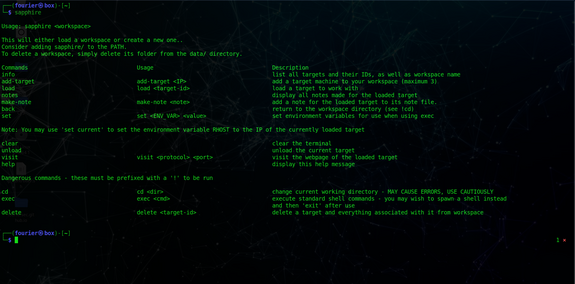 ┌──(fourier㉿box)-[~]
└─$ sapphire
Usage: sapphire <workspace>
This will either load a workspace or create a new one..
Consider adding sapphire/ to the PATH.
To delete a workspace, simply delete its folder from the data/ directory.
Commands Usage Description
info list all targets and their IDs, as well as workspace name
add-target add-target <IP> add a target machine to your workspace (maximum 3)
load load <target-id> load a target to work with
notes display all notes made for the loaded target
make-note make-note <note> add a note for the loaded target to its note file.
back return to the workspace directory (see !cd)
set set <ENV_VAR> <value> set environment variables for use when using exec
Note: You may use 'set current' to set the environment variable RHOST to the IP of the currently loaded target
clear clear the terminal
unload unload the current target
visit visit <protocol> <port> visit the webpage of the loaded target
help display this help message
Dangerous commands - these must be prefixed with a '!' to be run
cd cd <dir> change current working directory - MAY CAUSE ERRORS, USE CAUTIOUSLY
exec exec <cmd> execute standard shell commands - you may wish to spawn a shell instead
and then 'exit' after use
delete delete <target-id> delete a target and everything associated with it from workspace
┌──(fourier㉿box)-[~]
└─$ 1